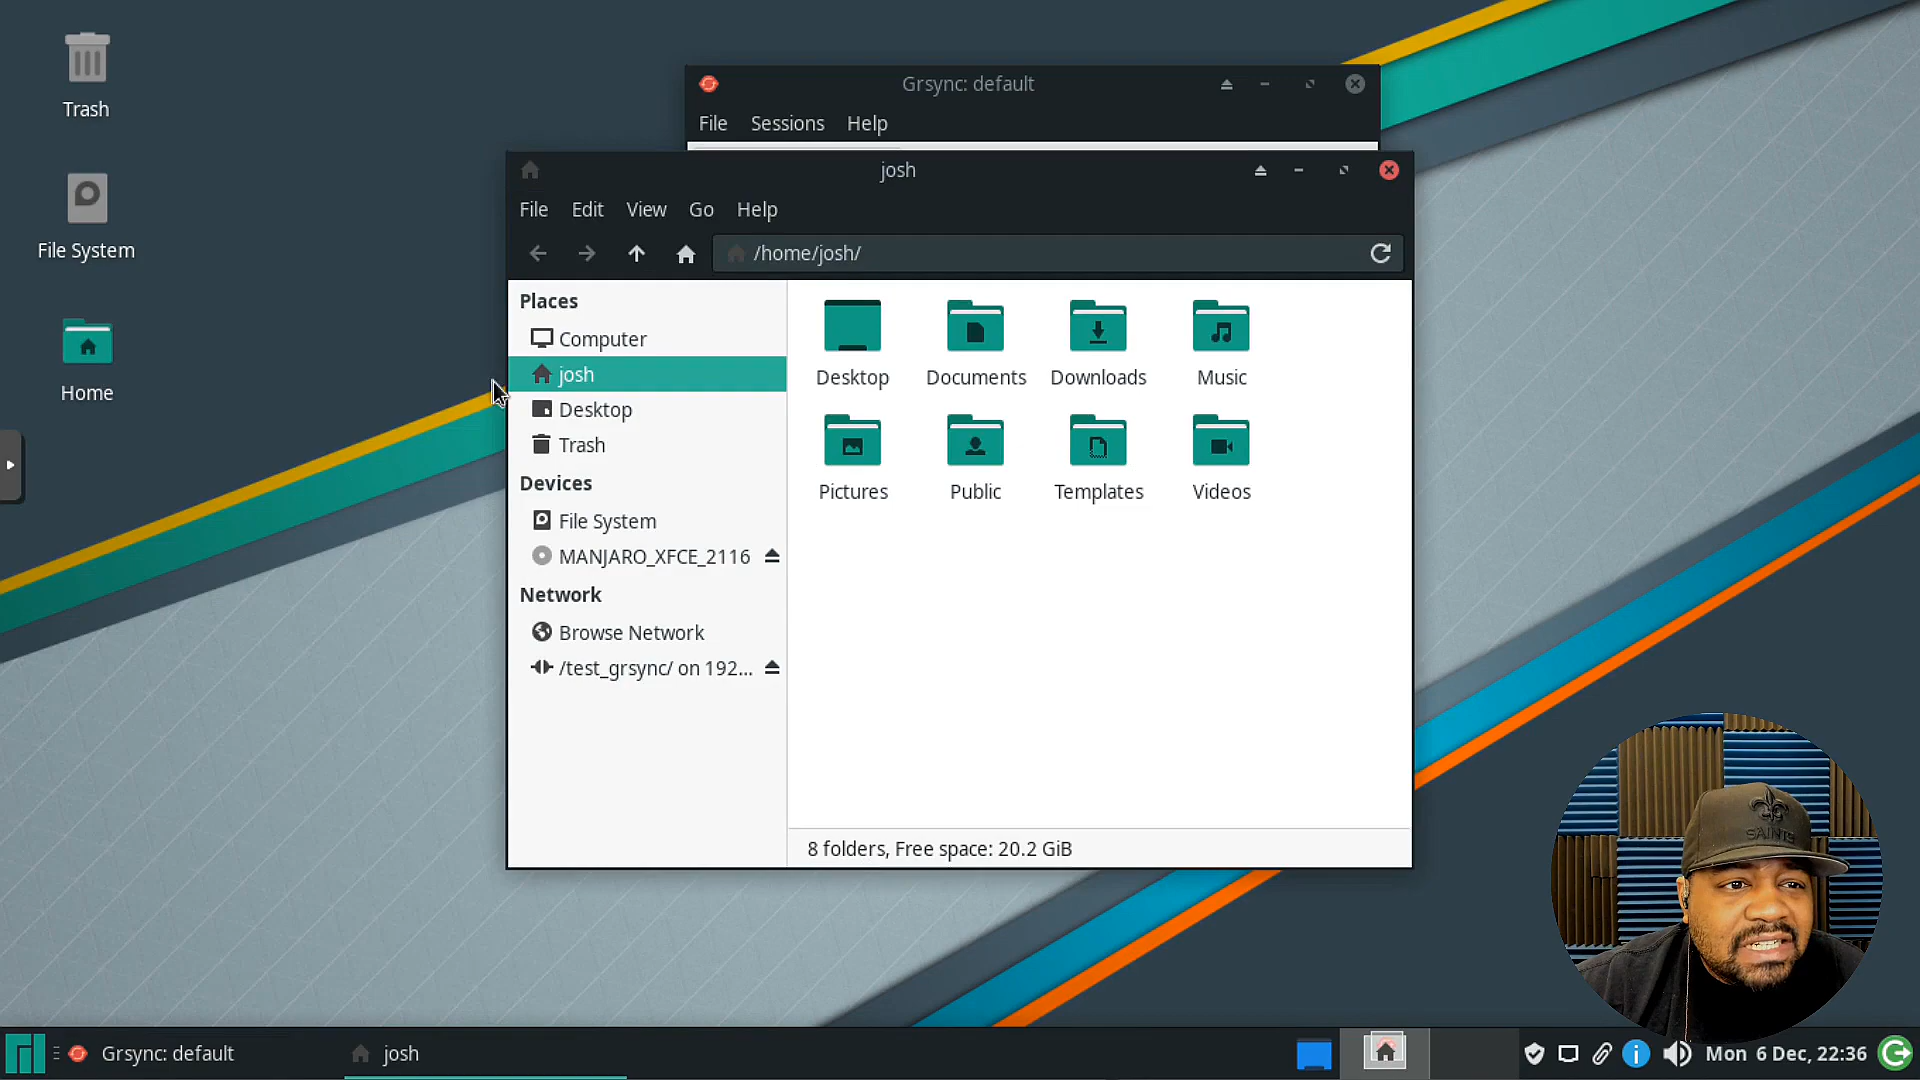 Trash
File System
Home
Grsync: default
File Sessions Help
josh
File Edit View Go Help
/home/josh/
Places
Computer
josh
Desktop
Trash
Devices
File System
MANJARO_XFCE_2116
Network
Browse Network
/test_grsync/ on 192...
Desktop
Documents
Downloads
Music
Pictures
Public
Templates
Videos
8 folders, Free space: 20.2 GiB
SAINTS
Grsync: default
josh
Mon 6 Dec, 22:36